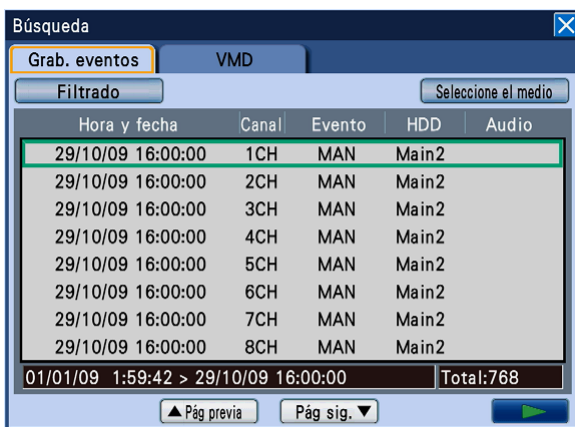 Búsqueda
Grab. eventos VMD
Filtrado Seleccione el medio
Hora y fecha Canal Evento HDD Audio
29/10/09 16:00:00 1CH MAN Main2
29/10/09 16:00:00 2CH MAN Main2
29/10/09 16:00:00 3CH MAN Main2
29/10/09 16:00:00 4CH MAN Main2
29/10/09 16:00:00 5CH MAN Main2
29/10/09 16:00:00 6CH MAN Main2
29/10/09 16:00:00 7CH MAN Main2
29/10/09 16:00:00 8CH MAN Main2
01/01/09 1:59:42 > 29/10/09 16:00:00 Total:768
▲ Pág previa Pág sig. ▼